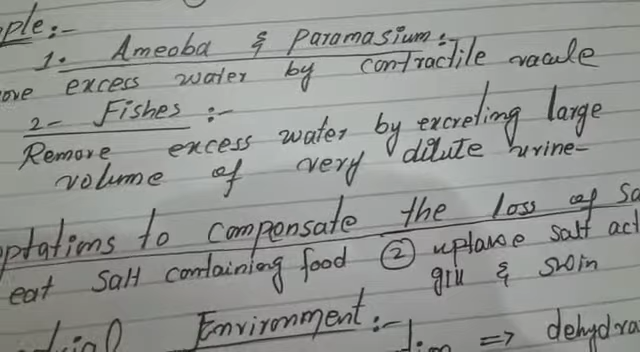 ple:-
1. Ameoba & Paramasium:-
ove excess water by contractile vacule
2- Fishes :-
Remove excess water by excreting large
volume of very dilute urine-
ptations to compensate the loss of Sa
eat Salt containing food ② uptake salt act
gill & skin
Environment:-
=> dehydra